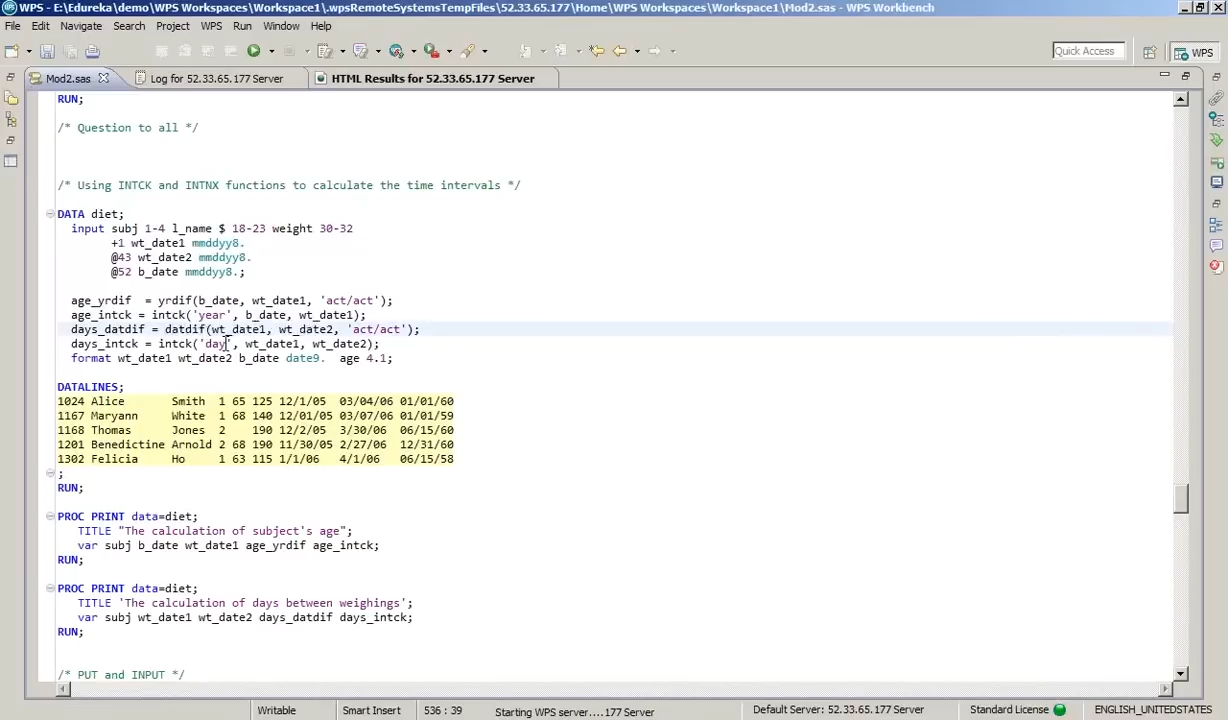 WPS - E:\Edureka\demo\WPS Workspaces\Workspace1\.wpsRemoteSystemsTempFiles\52.33.65.177\Home\WPS Workspaces\Workspace1\Mod2.sas - WPS Workbench
File Edit Navigate Search Project WPS Run Window Help
Quick Access WPS
Mod2.sas Log for 52.33.65.177 Server HTML Results for 52.33.65.177 Server
RUN;
/* Question to all */
/* Using INTCK and INTNX functions to calculate the time intervals */
DATA diet;
input subj 1-4 l_name $ 18-23 weight 30-32
+1 wt_date1 mmddyy8.
@43 wt_date2 mmddyy8.
@52 b_date mmddyy8.;
age_yrdif  = yrdif(b_date, wt_date1, 'act/act');
age_intck = intck('year', b_date, wt_date1);
days_datdif = datdif(wt_date1, wt_date2, 'act/act');
days_intck = intck('day', wt_date1, wt_date2);
format wt_date1 wt_date2 b_date date9.  age 4.1;
DATALINES;
1024 Alice       Smith  1 65 125 12/1/05  03/04/06 01/01/60
1167 Maryann     White  1 68 140 12/01/05 03/07/06 01/01/59
1168 Thomas      Jones  2    190 12/2/05  3/30/06  06/15/60
1201 Benedictine Arnold 2 68 190 11/30/05 2/27/06  12/31/60
1302 Felicia     Ho     1 63 115 1/1/06   4/1/06   06/15/58
;
RUN;
PROC PRINT data=diet;
TITLE "The calculation of subject's age";
var subj b_date wt_date1 age_yrdif age_intck;
RUN;
PROC PRINT data=diet;
TITLE 'The calculation of days between weighings';
var subj wt_date1 wt_date2 days_datdif days_intck;
RUN;
/* PUT and INPUT */
Writable Smart Insert 536 : 39 Starting WPS server....177 Server Default Server: 52.33.65.177 Server Standard License ENGLISH_UNITEDSTATES